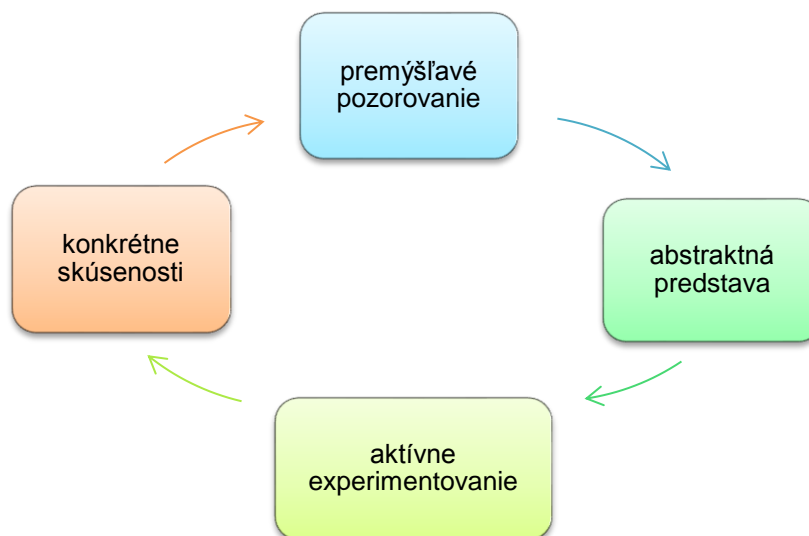 premýšľavé
pozorovanie
konkrétne
skúsenosti
abstraktná
predstava
aktívne
experimentovanie